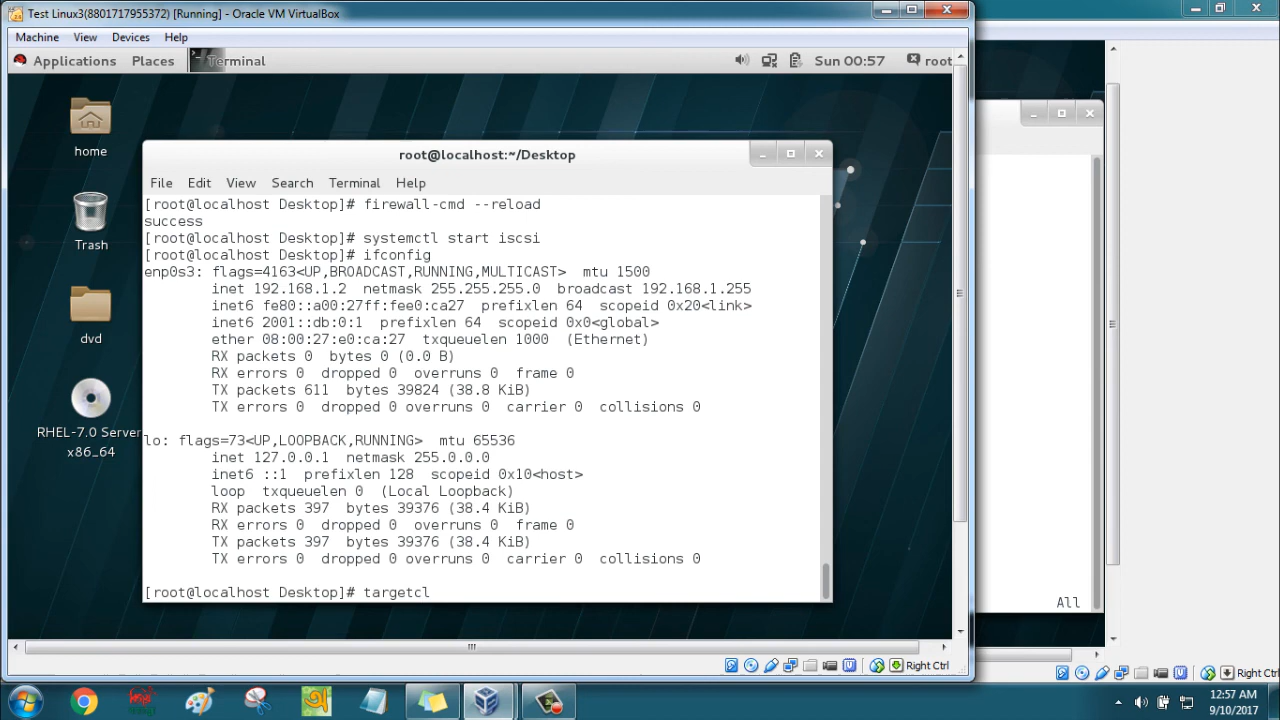 Test Linux3(8801717955372) [Running] - Oracle VM VirtualBox
Machine View Devices Help
Applications Places Terminal Sun 00:57 root
home
Trash
dvd
RHEL-7.0 Server
x86_64
root@localhost:~/Desktop
File Edit View Search Terminal Help
[root@localhost Desktop]# firewall-cmd --reload
success
[root@localhost Desktop]# systemctl start iscsi
[root@localhost Desktop]# ifconfig
enp0s3: flags=4163<UP,BROADCAST,RUNNING,MULTICAST> mtu 1500
inet 192.168.1.2 netmask 255.255.255.0 broadcast 192.168.1.255
inet6 fe80::a00:27ff:fee0:ca27 prefixlen 64 scopeid 0x20<link>
inet6 2001::db:0:1 prefixlen 64 scopeid 0x0<global>
ether 08:00:27:e0:ca:27 txqueuelen 1000 (Ethernet)
RX packets 0 bytes 0 (0.0 B)
RX errors 0 dropped 0 overruns 0 frame 0
TX packets 611 bytes 39824 (38.8 KiB)
TX errors 0 dropped 0 overruns 0 carrier 0 collisions 0
lo: flags=73<UP,LOOPBACK,RUNNING> mtu 65536
inet 127.0.0.1 netmask 255.0.0.0
inet6 ::1 prefixlen 128 scopeid 0x10<host>
loop txqueuelen 0 (Local Loopback)
RX packets 397 bytes 39376 (38.4 KiB)
RX errors 0 dropped 0 overruns 0 frame 0
TX packets 397 bytes 39376 (38.4 KiB)
TX errors 0 dropped 0 overruns 0 carrier 0 collisions 0
[root@localhost Desktop]# targetcl
All
Right Ctrl
Right Ctrl
12:57 AM
9/10/2017